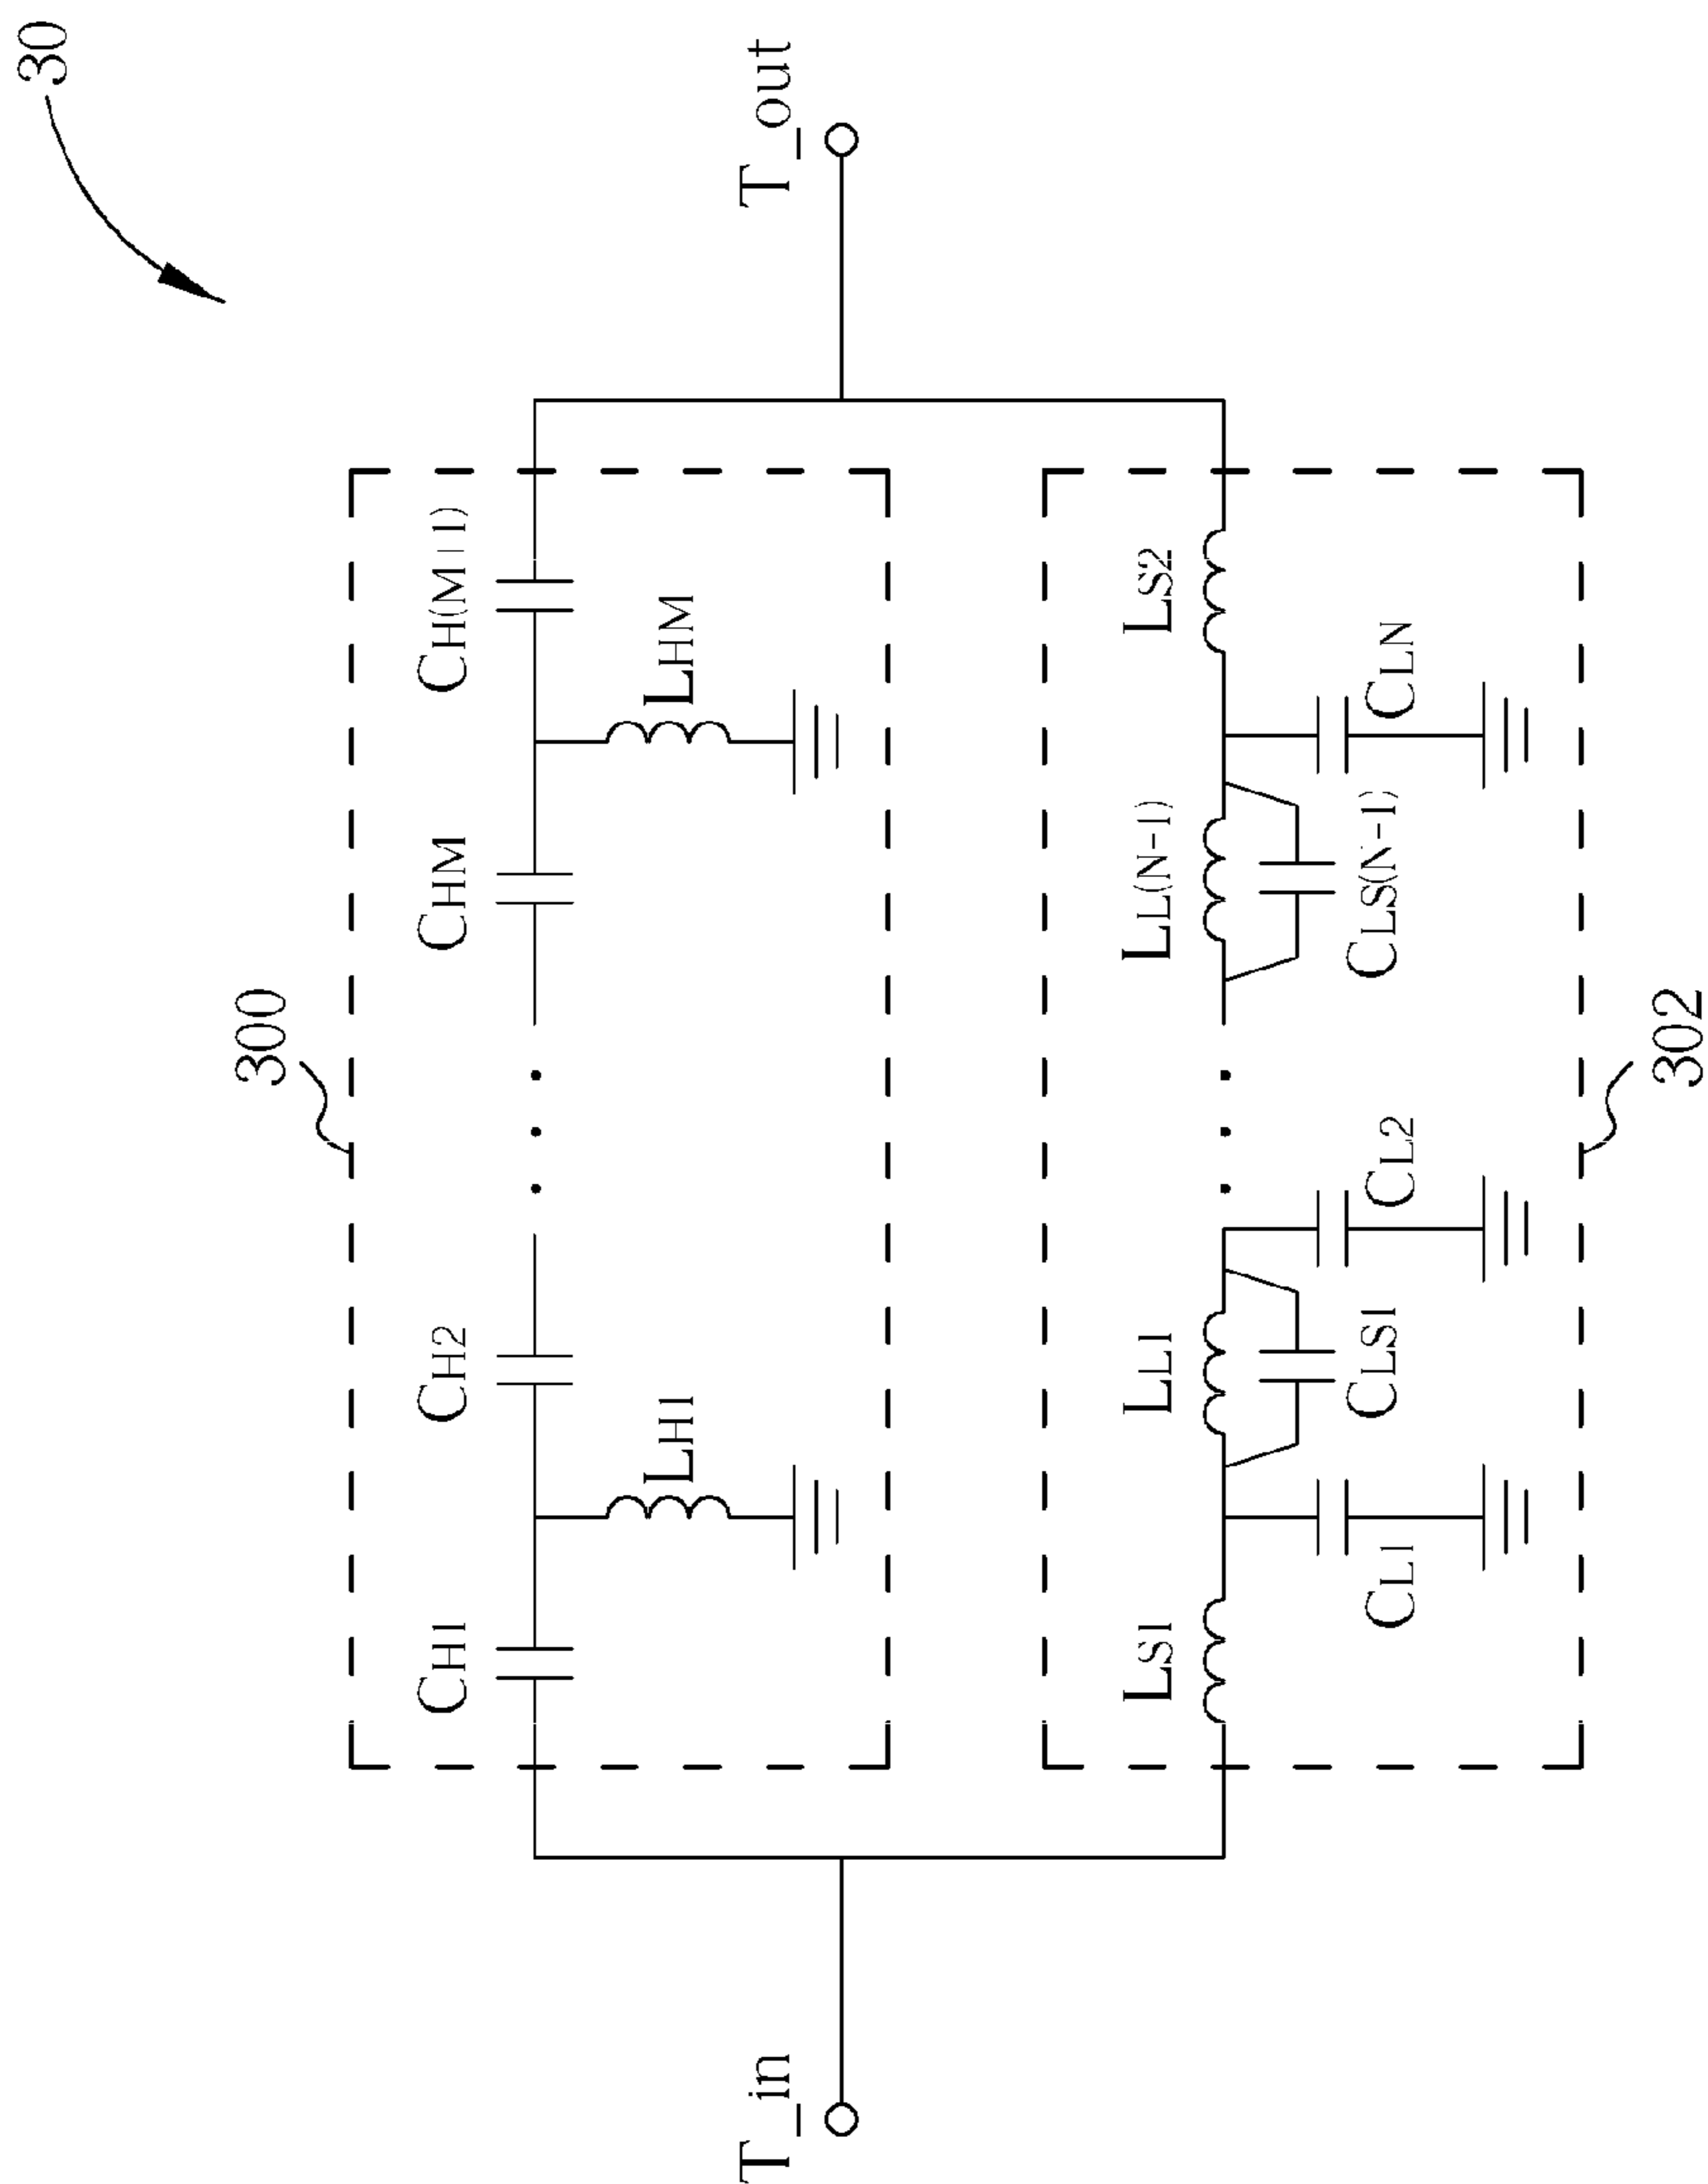 30
300
CH1
CH2
CHM
CH(M+1)
LH1
LHM
T_in
T_out
LS1
LL1
LL(N-1)
LS2
CLS1
CLS(N-1)
CL1
CL2
CLN
302